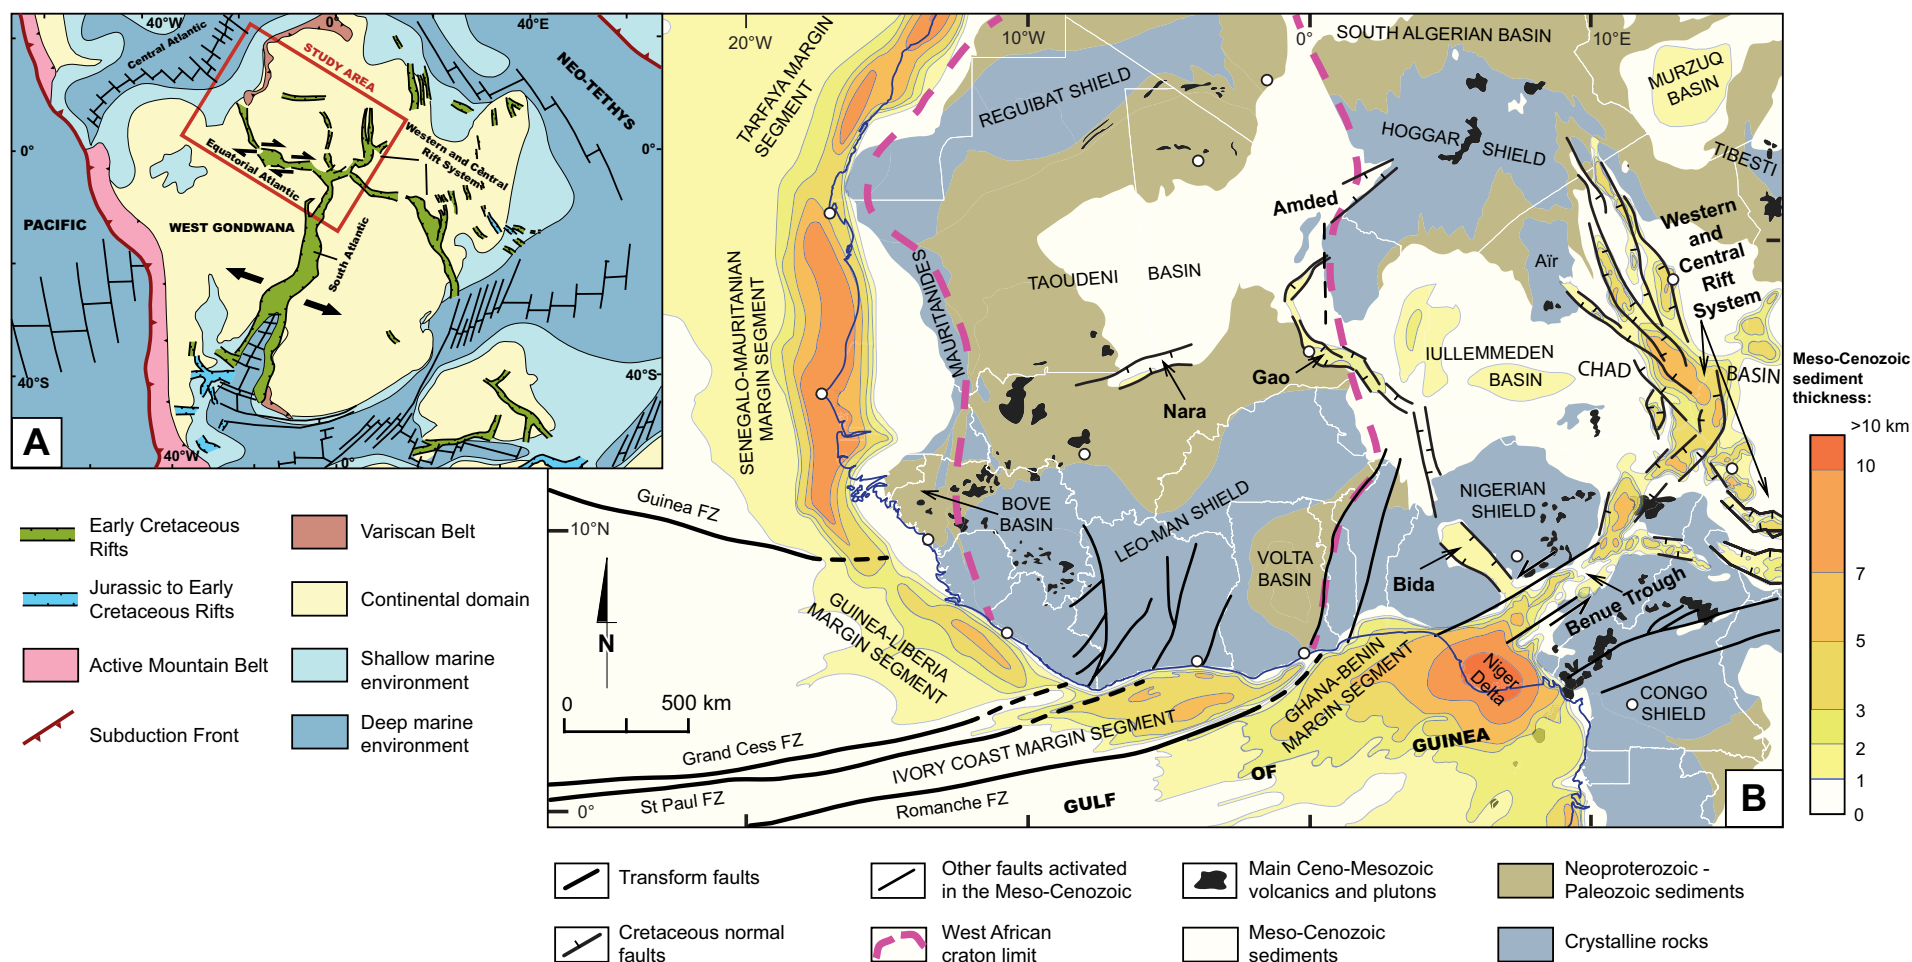 40°W
0°
40°E
Central Atlantic
STUDY AREA
NEO-TETHYS
0°
0°
Western and Central
Rift System
Equatorial Atlantic
PACIFIC
WEST GONDWANA
South Atlantic
40°S
40°S
40°W
0°
A
Early Cretaceous
Rifts
Jurassic to Early
Cretaceous Rifts
Active Mountain Belt
Subduction Front
Variscan Belt
Continental domain
Shallow marine
environment
Deep marine
environment
20°W
10°W
0°
10°E
SOUTH ALGERIAN BASIN
TARFAYA MARGIN
SEGMENT
REGUIBAT SHIELD
MURZUQ
BASIN
HOGGAR
SHIELD
TIBESTI
Amded
Western
and
Central
Rift
System
SENEGALO-MAURITANIAN
MARGIN SEGMENT
MAURITANIDES
TAOUDENI
BASIN
Aïr
IULLEMMEDEN
BASIN
CHAD
BASIN
Gao
Nara
Guinea FZ
10°N
BOVE
BASIN
LEO-MAN SHIELD
VOLTA
BASIN
NIGERIAN
SHIELD
Bida
Benue Trough
GUINEA-LIBERIA
MARGIN SEGMENT
N
0
500 km
GHANA-BENIN
MARGIN SEGMENT
Niger
Delta
CONGO
SHIELD
Grand Cess FZ
IVORY COAST MARGIN SEGMENT
St Paul FZ
Romanche FZ
GULF
OF
GUINEA
0°
B
Meso-Cenozoic
sediment
thickness:
>10 km
10
7
5
3
2
1
0
Transform faults
Cretaceous normal
faults
Other faults activated
in the Meso-Cenozoic
West African
craton limit
Main Ceno-Mesozoic
volcanics and plutons
Meso-Cenozoic
sediments
Neoproterozoic -
Paleozoic sediments
Crystalline rocks